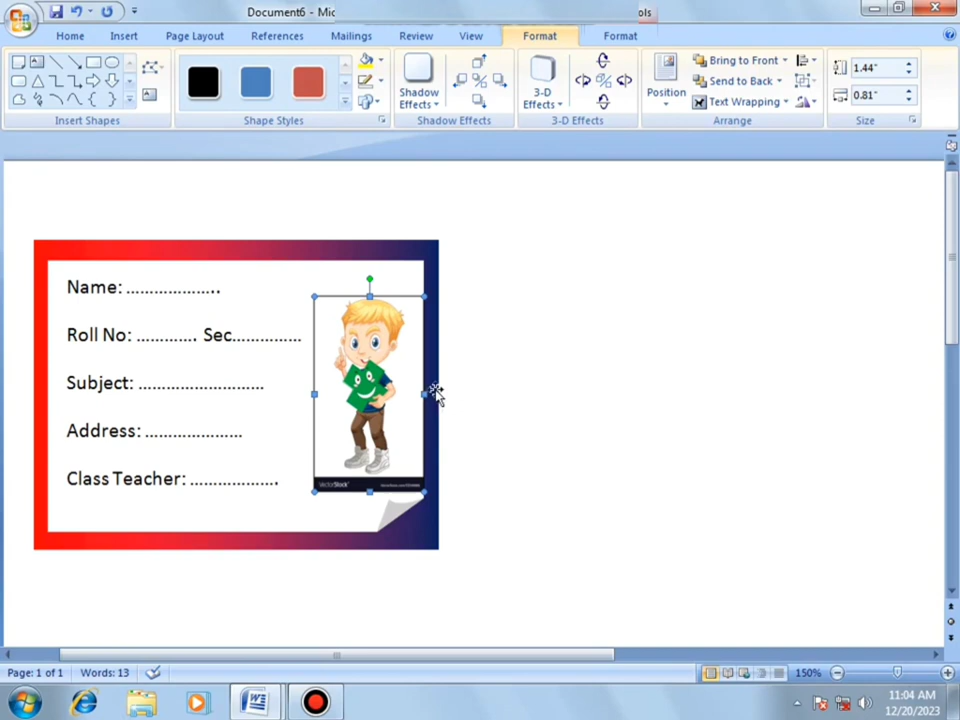 Document6 - Mic
ols
Home Insert Page Layout References Mailings Review View Format Format
Shadow Effects
3-D Effects
Position
Bring to Front
Send to Back
Text Wrapping
1.44"
0.81"
Insert Shapes Shape Styles Shadow Effects 3-D Effects Arrange Size
Name: ………………..
Roll No: …………. Sec……………
Subject: ………………………
Address: …………………
Class Teacher: ……………….
VectorStock
Page: 1 of 1 Words: 13 150%
11:04 AM
12/20/2023